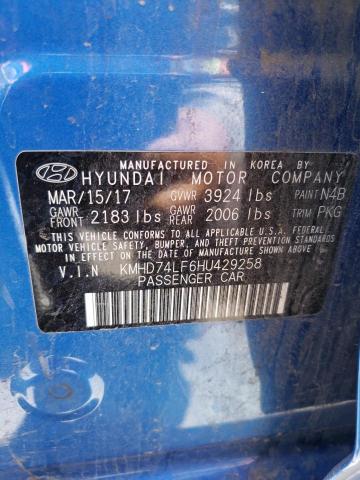 MANUFACTURED IN KOREA BY
HYUNDAI MOTOR COMPANY
MAR/15/17 GVWR 3924 lbs PAINT N4B
GAWR FRONT 2183 lbs GAWR REAR 2006 lbs TRIM PKG
THIS VEHICLE CONFORMS TO ALL APPLICABLE U.S. FEDERAL
MOTOR VEHICLE SAFETY, BUMPER, AND THEFT PREVENTION
STANDARDS IN EFFECT ON THE DATE OF MANUFACTURE SHOWN ABOVE.
V.I.N KMHD74LF6HU429258
PASSENGER CAR